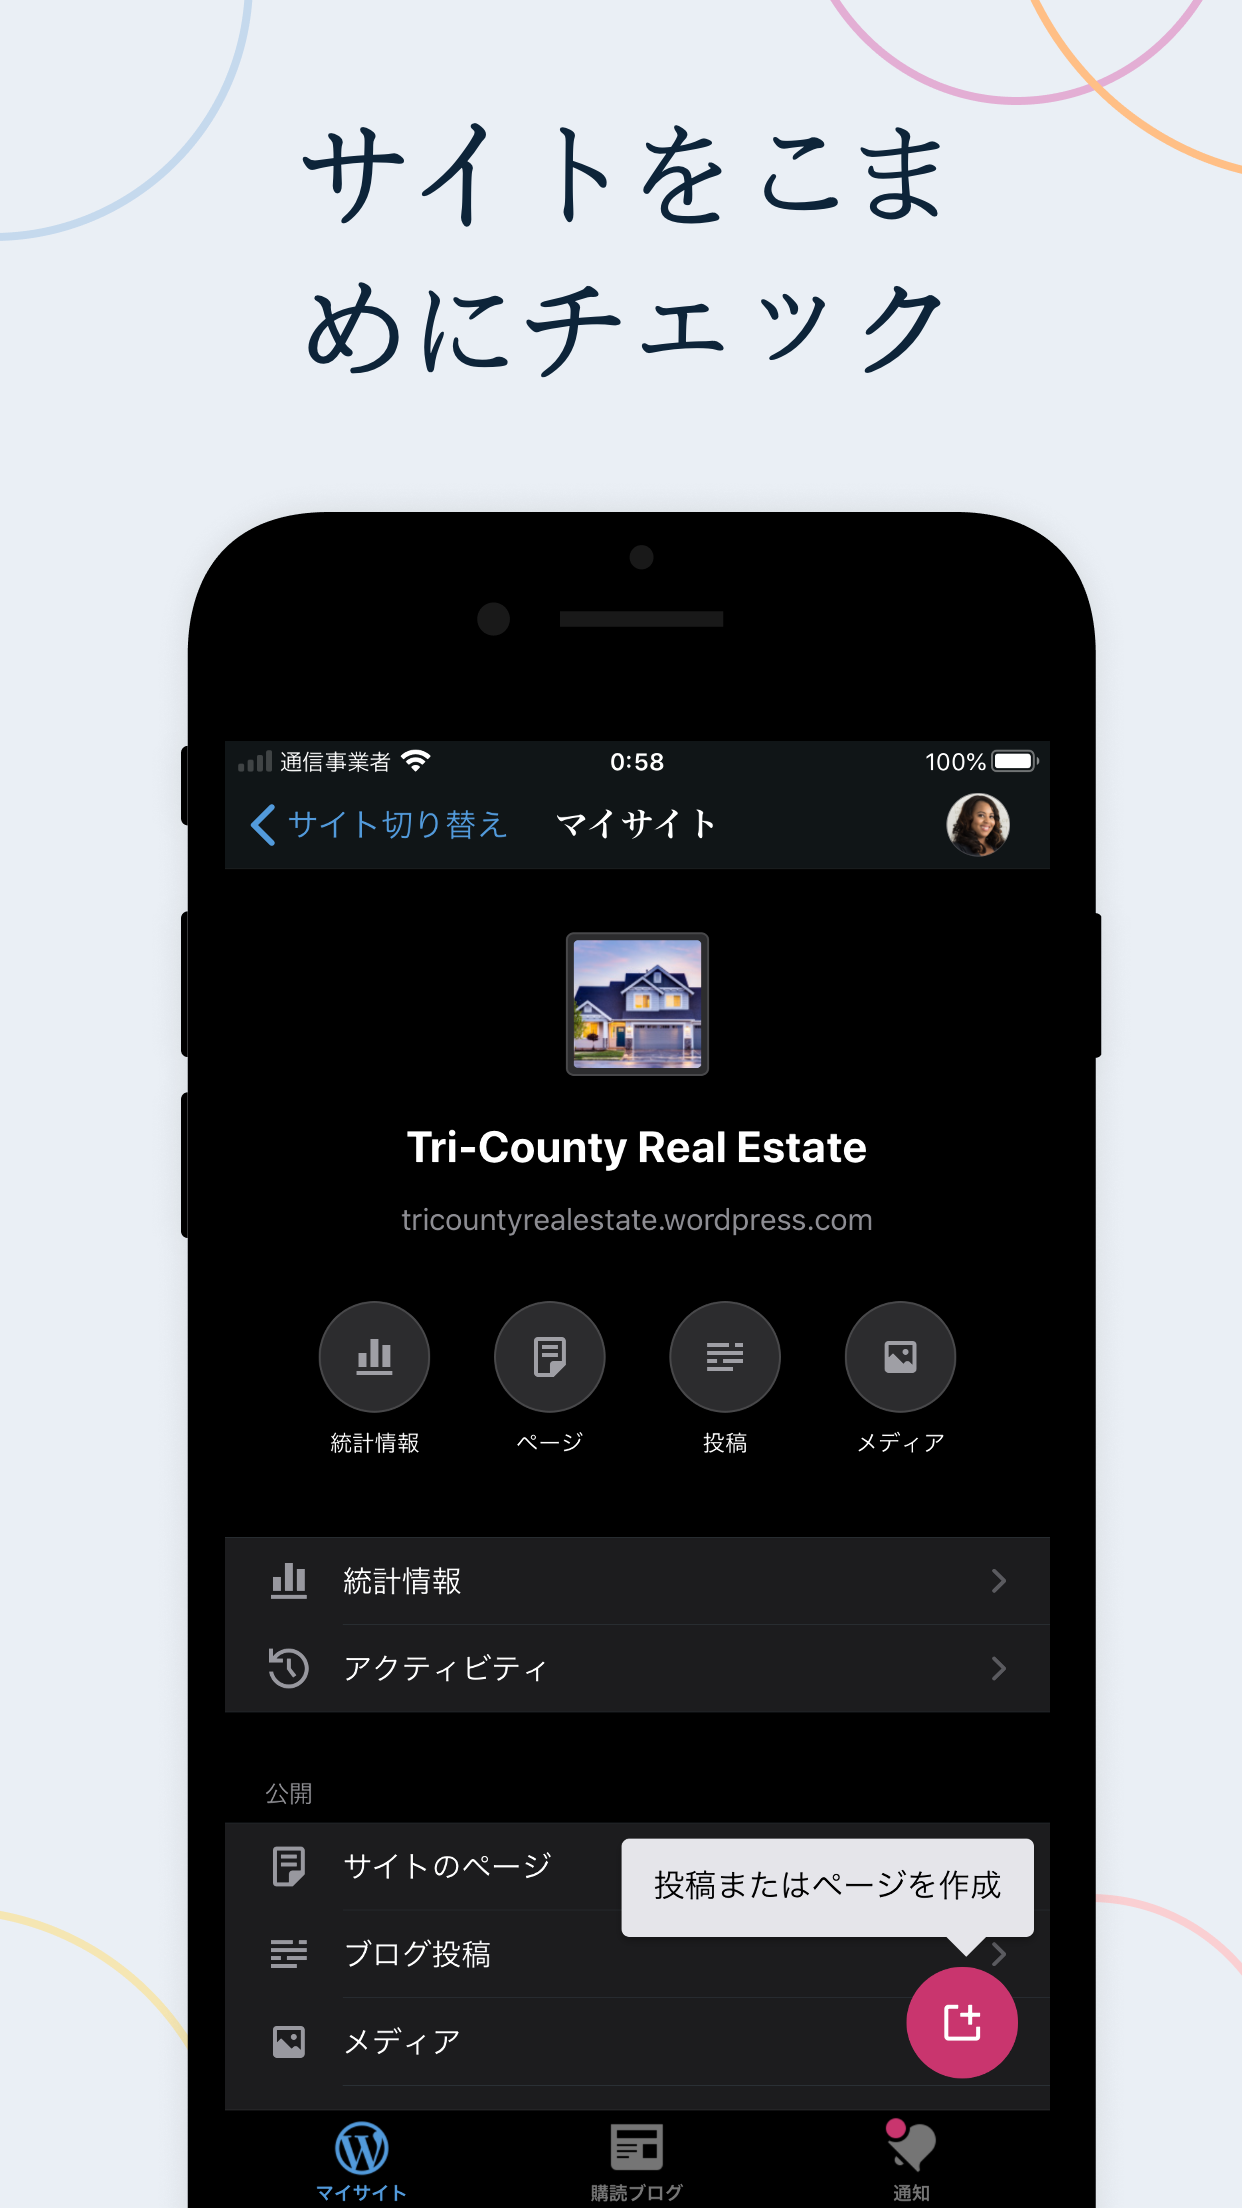 サイトをこま
めにチェック
通信事業者 0:58 100%
サイト切り替え マイサイト
Tri-County Real Estate
tricountyrealestate.wordpress.com
統計情報 ページ 投稿 メディア
統計情報
アクティビティ
公開
サイトのページ
投稿またはページを作成
ブログ投稿
メディア
マイサイト 購読ブログ 通知